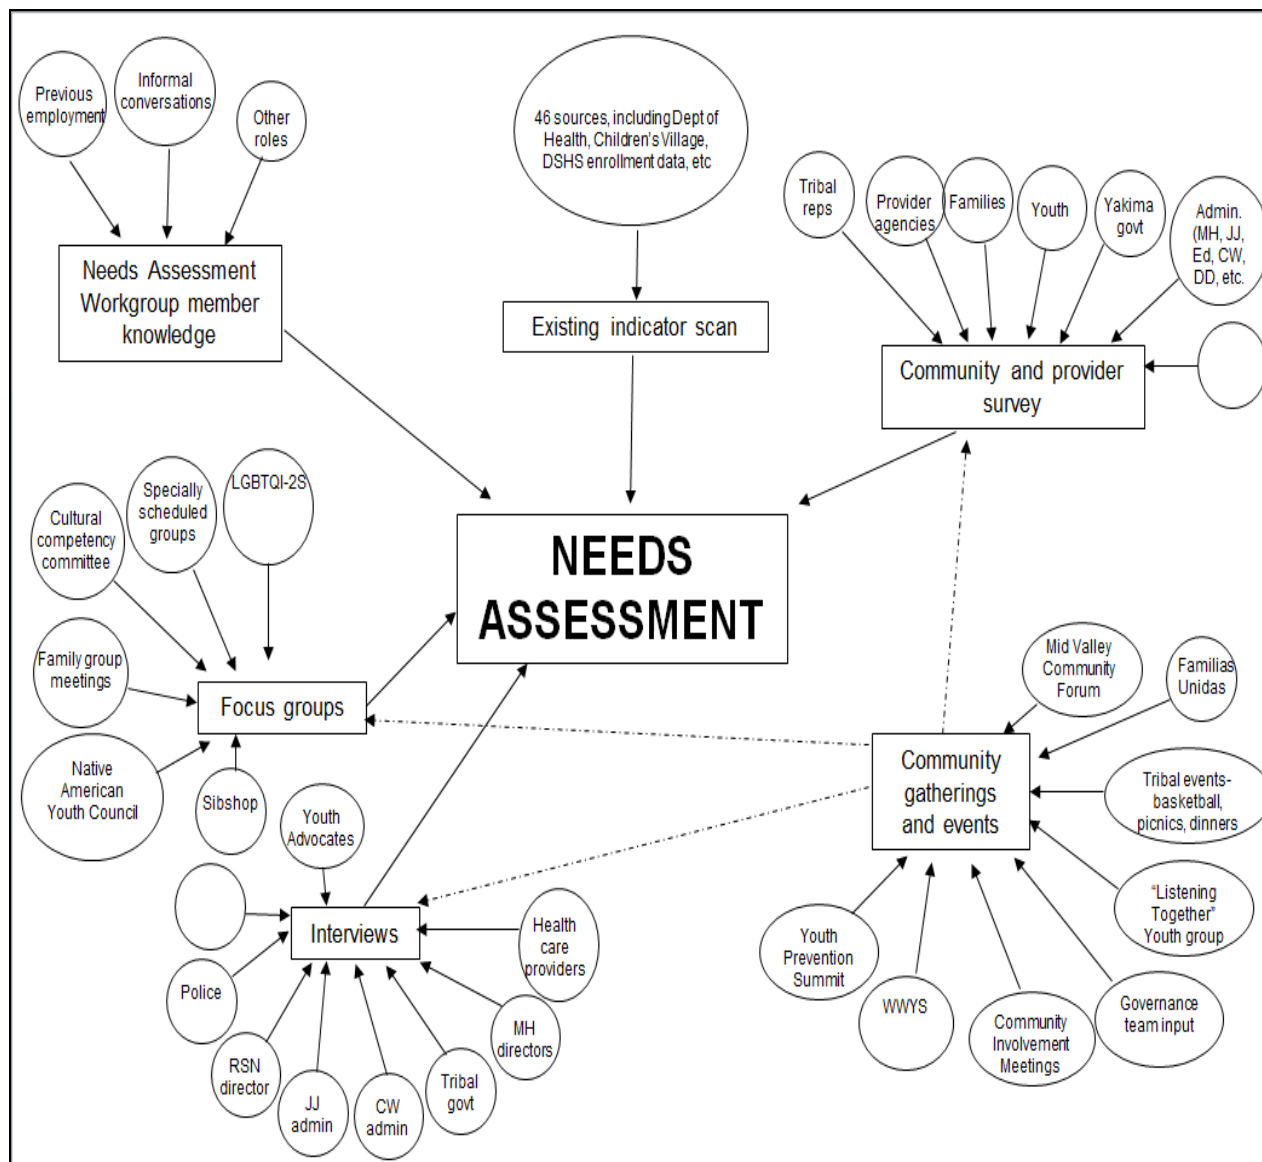 Previous
employment
Informal
conversations
Other
roles
46 sources, including Dept of
Health, Children's Village,
DSHS enrollment data, etc
Tribal
reps
Provider
agencies
Families
Youth
Yakima
govt
Admin.
(MH, JJ,
Ed, CW,
DD, etc.
Needs Assessment
Workgroup member
knowledge
Existing indicator scan
Community and provider
survey
Cultural
competency
committee
Specially
scheduled
groups
LGBTQI-2S
NEEDS
ASSESSMENT
Family group
meetings
Focus groups
Native
American
Youth Council
Sibshop
Mid Valley
Community
Forum
Familias
Unidas
Community
gatherings
and events
Tribal events-
basketball,
picnics, dinners
"Listening
Together"
Youth group
Governance
team input
Community
Involvement
Meetings
WWYS
Youth
Prevention
Summit
Youth
Advocates
Interviews
Health
care
providers
Police
RSN
director
JJ
admin
CW
admin
Tribal
govt
MH
directors